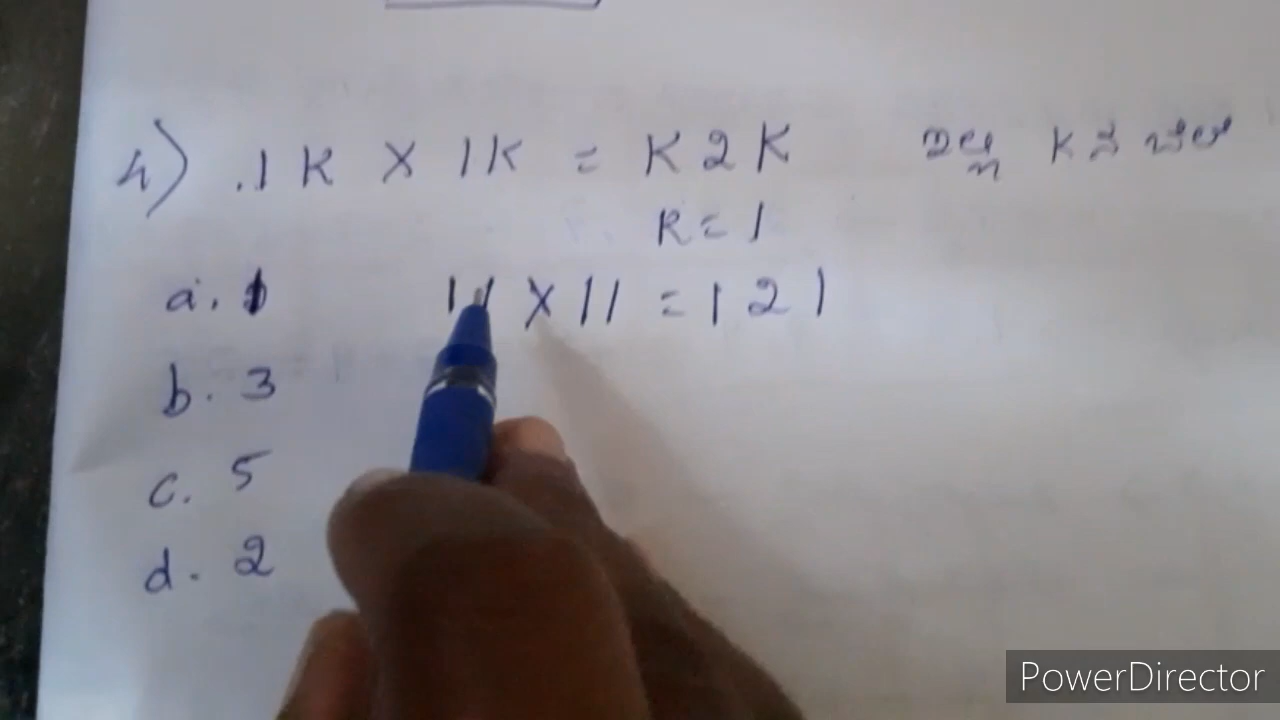 4) .1K X 1K = K2K ಇಲ್ಲಿ K ನ ಬೆಲೆ
K = 1
a. 1 11 X 11 = 121
b. 3
c. 5
d. 2
PowerDirector